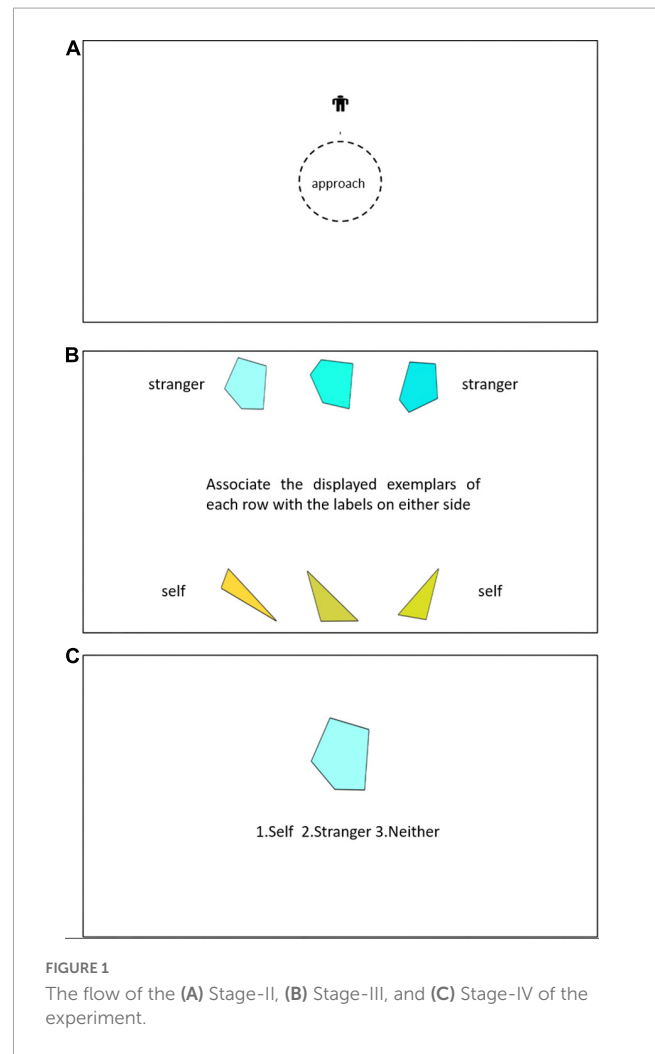 A
approach
B
stranger stranger
Associate the displayed exemplars of
each row with the labels on either side
self self
C
1.Self 2.Stranger 3.Neither
FIGURE 1
The flow of the (A) Stage-II, (B) Stage-III, and (C) Stage-IV of the
experiment.